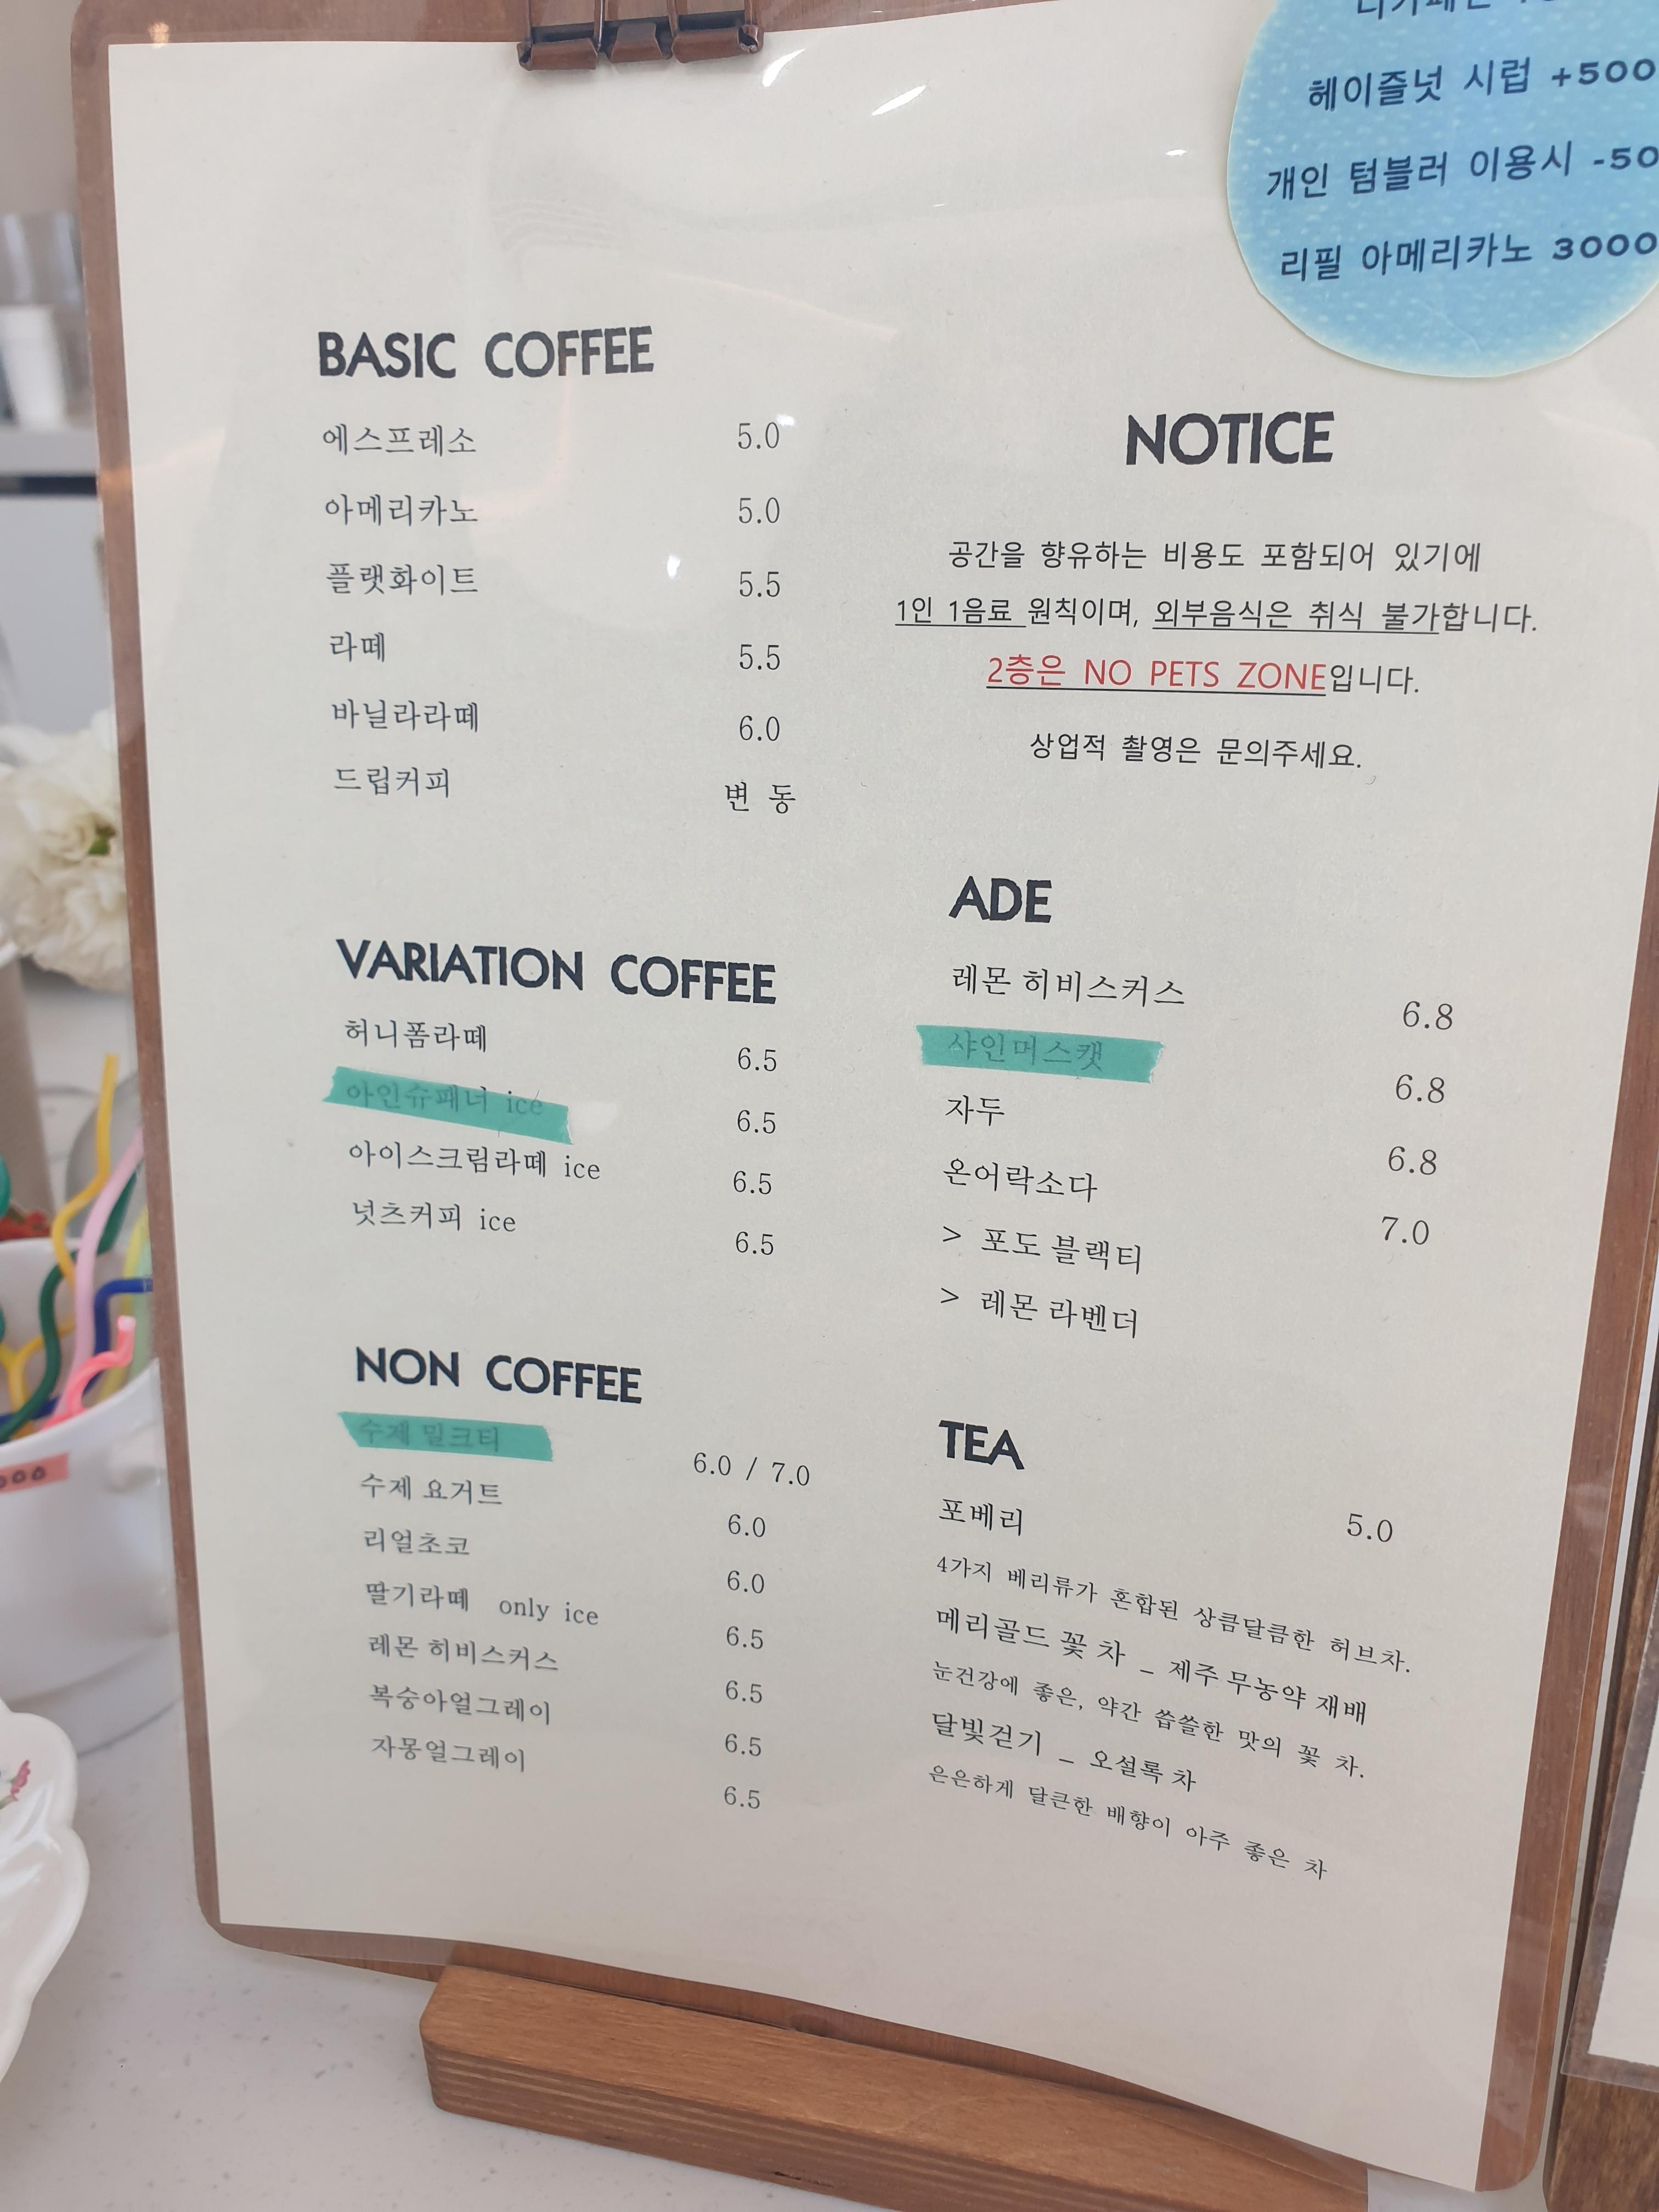 헤이즐넛 시럽 +500
개인 텀블러 이용시 -50
리필 아메리카노 3000
BASIC COFFEE
에스프레소 5.0
아메리카노 5.0
플랫화이트 5.5
라떼 5.5
바닐라라떼 6.0
드립커피 변 동
VARIATION COFFEE
허니폼라떼 6.5
아인슈패너 ice 6.5
아이스크림라떼 ice 6.5
넛츠커피 ice 6.5
NON COFFEE
수제 밀크티 6.0 / 7.0
수제 요거트 6.0
리얼초코 6.0
딸기라떼 only ice 6.5
레몬 히비스커스 6.5
복숭아얼그레이 6.5
자몽얼그레이 6.5
NOTICE
공간을 향유하는 비용도 포함되어 있기에
1인 1음료 원칙이며, 외부음식은 취식 불가합니다.
2층은 NO PETS ZONE입니다.
상업적 촬영은 문의주세요.
ADE
레몬 히비스커스 6.8
샤인머스캣 6.8
자두 6.8
온어락소다 7.0
> 포도 블랙티
> 레몬 라벤더
TEA
포베리 5.0
4가지 베리류가 혼합된 상큼달큼한 허브차.
메리골드 꽃 차 _ 제주 무농약 재배
눈건강에 좋은, 약간 씁쓸한 맛의 꽃 차.
달빛걷기 _ 오설록 차
은은하게 달큰한 배향이 아주 좋은 차